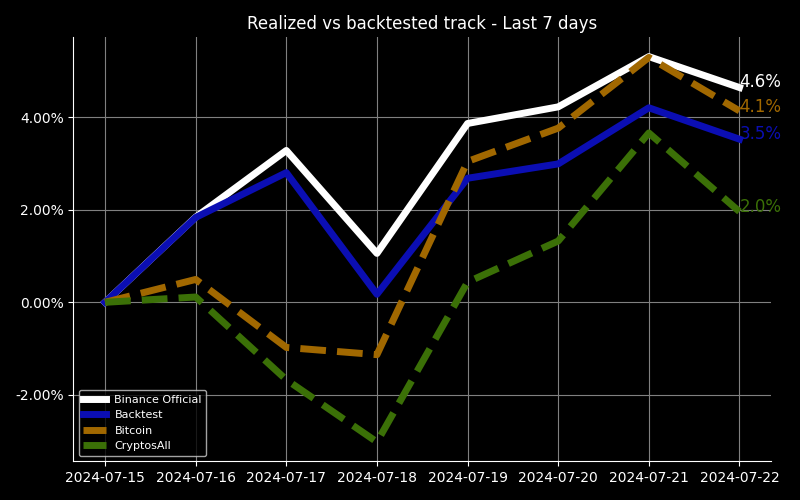 Realized vs backtested track - Last 7 days
4.00%
2.00%
0.00%
-2.00%
4.6%
4.1%
3.5%
2.0%
Binance Official
Backtest
Bitcoin
CryptosAll
2024-07-15 2024-07-16 2024-07-17 2024-07-18 2024-07-19 2024-07-20 2024-07-21 2024-07-22